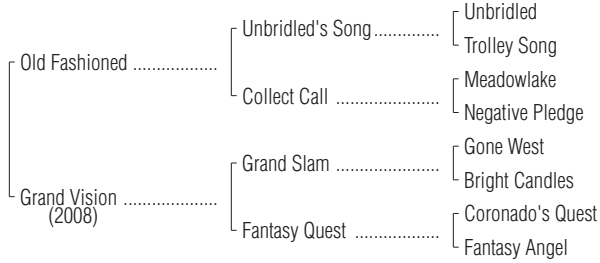 Unbridled
Unbridled's Song..............
Trolley Song
Old Fashioned ..................
Meadowlake
Collect Call ......................
Negative Pledge
Gone West
Grand Slam ......................
Bright Candles
Grand Vision ....................
(2008)
Coronado's Quest
Fantasy Quest ..................
Fantasy Angel